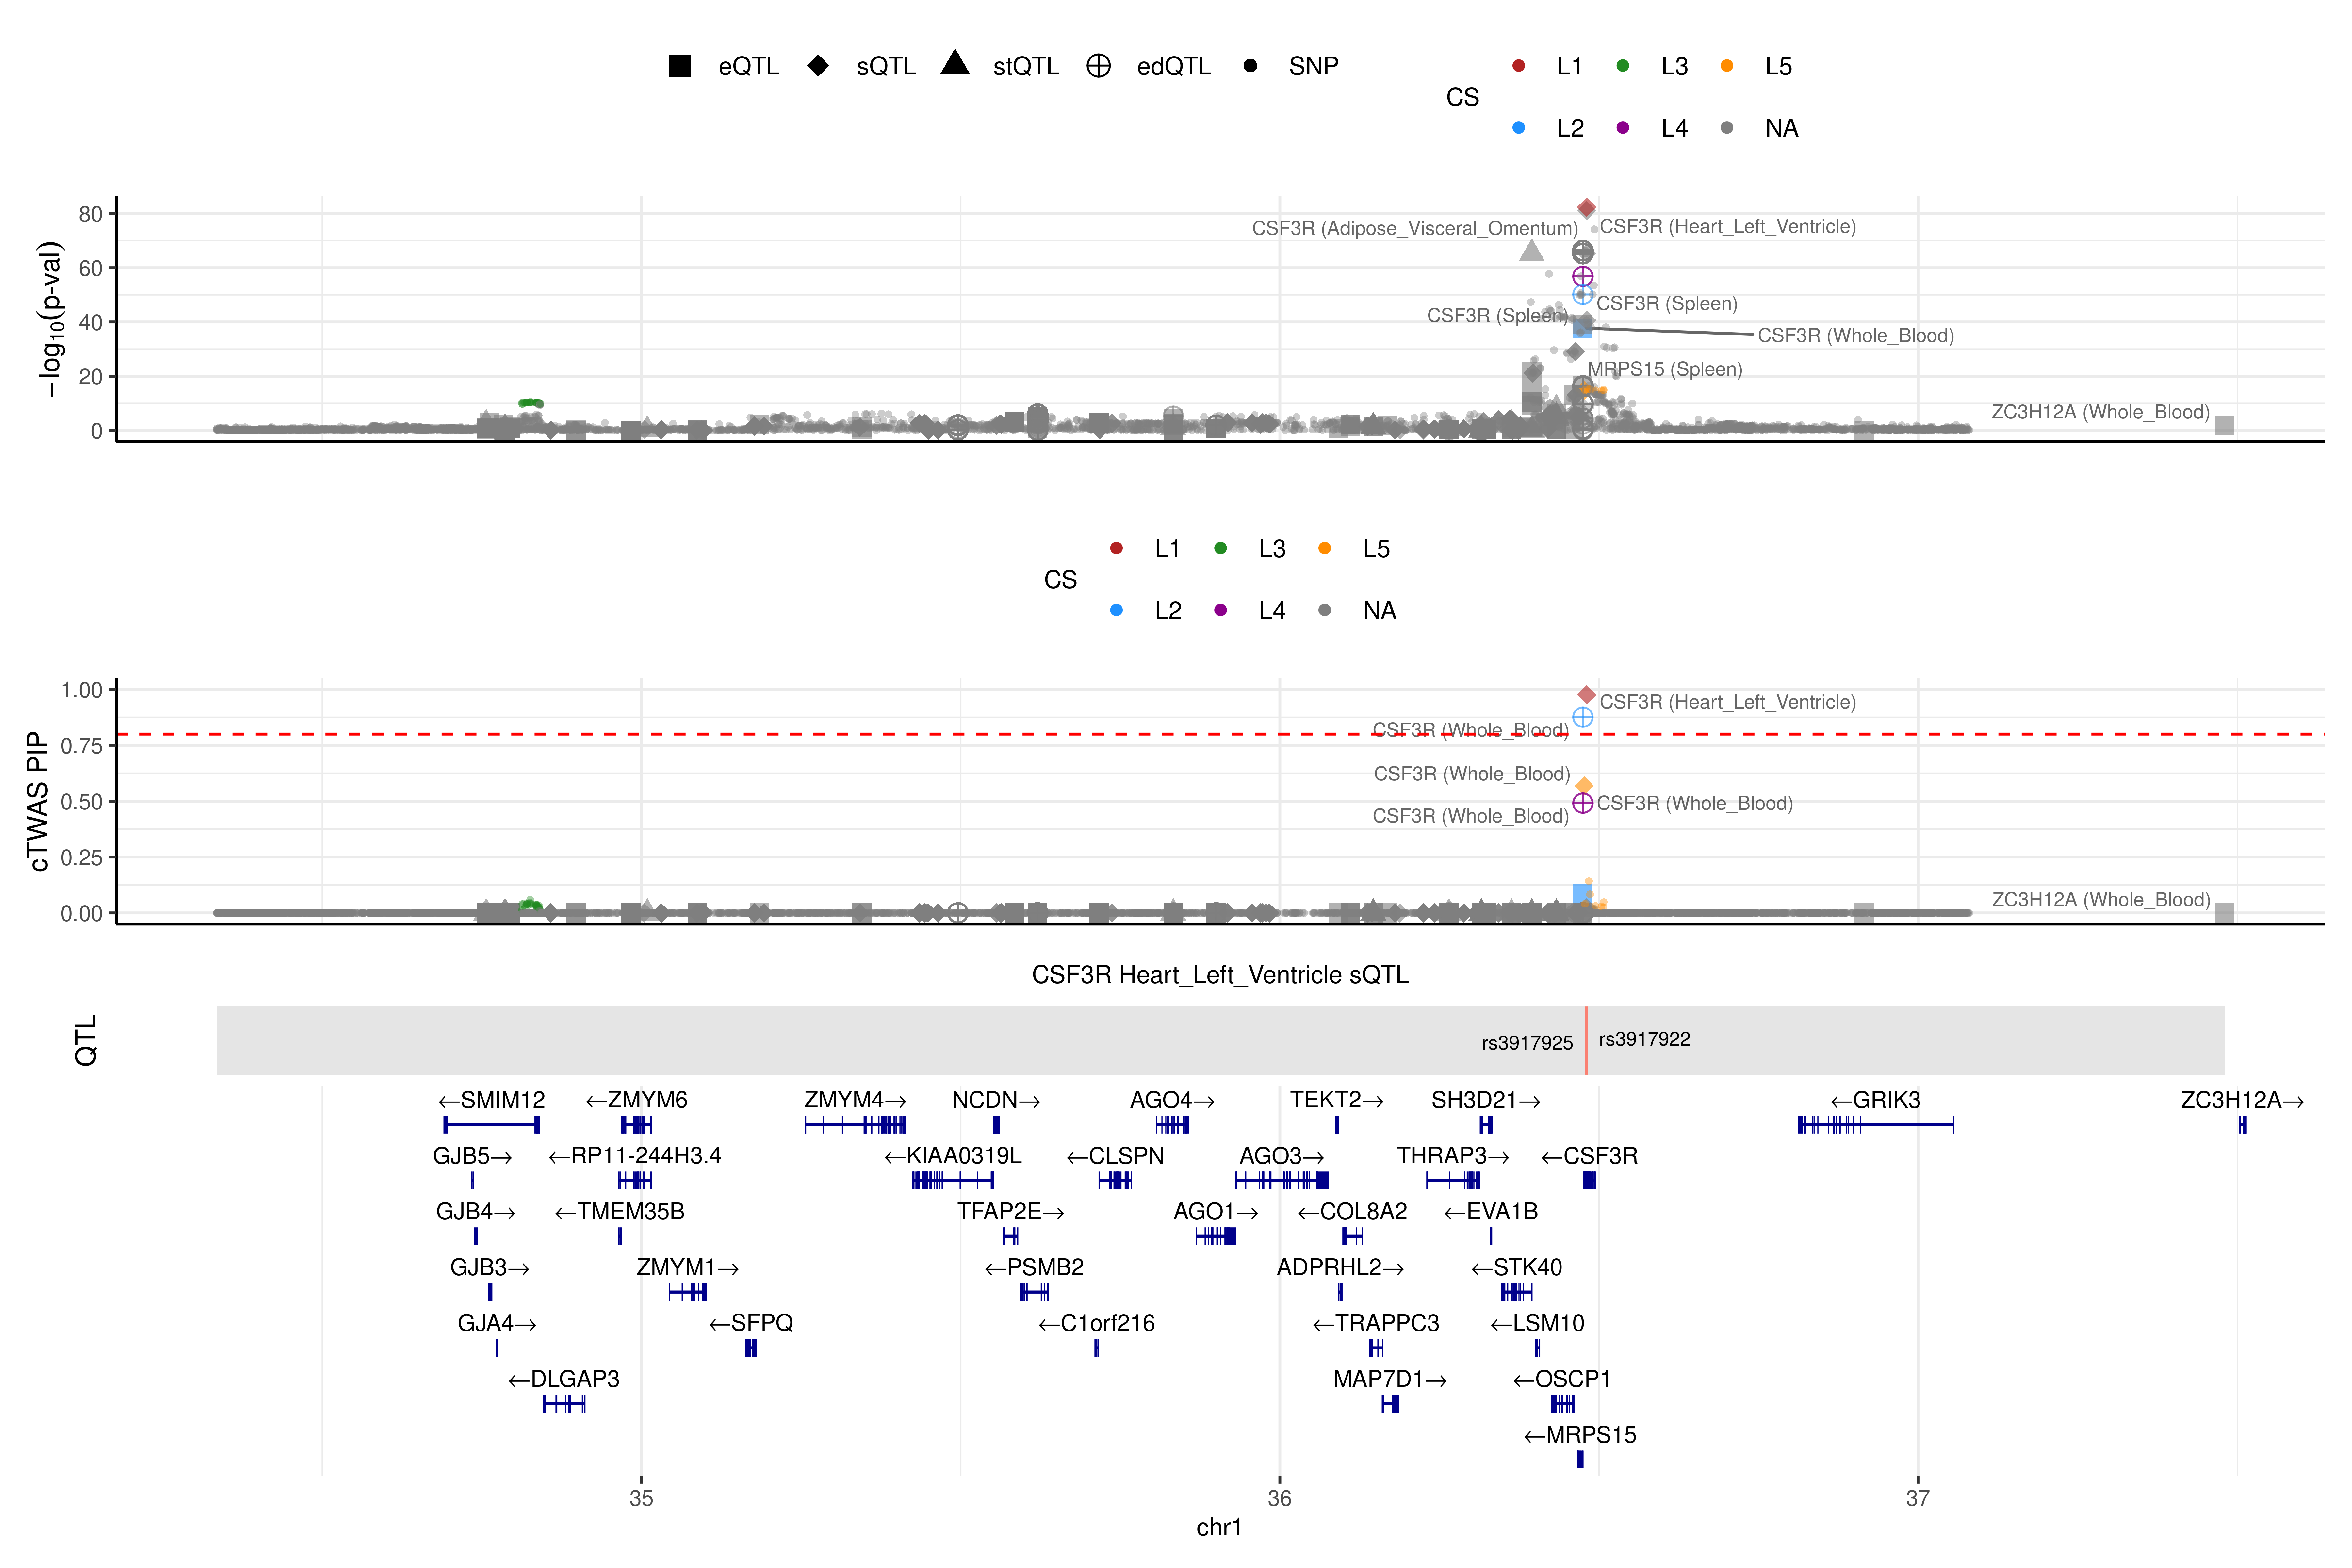 eQTL sQTL stQTL edQTL SNP
CS
L1 L3 L5
L2 L4 NA
−log10(p-val)
80
60
40
20
0
CSF3R (Adipose_Visceral_Omentum)
CSF3R (Heart_Left_Ventricle)
CSF3R (Spleen)
CSF3R (Spleen)
CSF3R (Whole_Blood)
MRPS15 (Spleen)
ZC3H12A (Whole_Blood)
CS
L1 L3 L5
L2 L4 NA
cTWAS PIP
1.00
0.75
0.50
0.25
0.00
CSF3R (Heart_Left_Ventricle)
CSF3R (Whole_Blood)
CSF3R (Whole_Blood)
CSF3R (Whole_Blood)
CSF3R (Whole_Blood)
ZC3H12A (Whole_Blood)
CSF3R Heart_Left_Ventricle sQTL
QTL
rs3917925 rs3917922
←SMIM12 ←ZMYM6 ZMYM4→ NCDN→ AGO4→ TEKT2→ SH3D21→ ←GRIK3 ZC3H12A→
GJB5→ ←RP11-244H3.4 ←KIAA0319L ←CLSPN AGO3→ THRAP3→ ←CSF3R
GJB4→ ←TMEM35B TFAP2E→ AGO1→ ←COL8A2 ←EVA1B
GJB3→ ZMYM1→ ←PSMB2 ADPRHL2→ ←STK40
GJA4→ ←SFPQ ←C1orf216 ←TRAPPC3 ←LSM10
←DLGAP3 MAP7D1→ ←OSCP1
←MRPS15
35 36 37
chr1